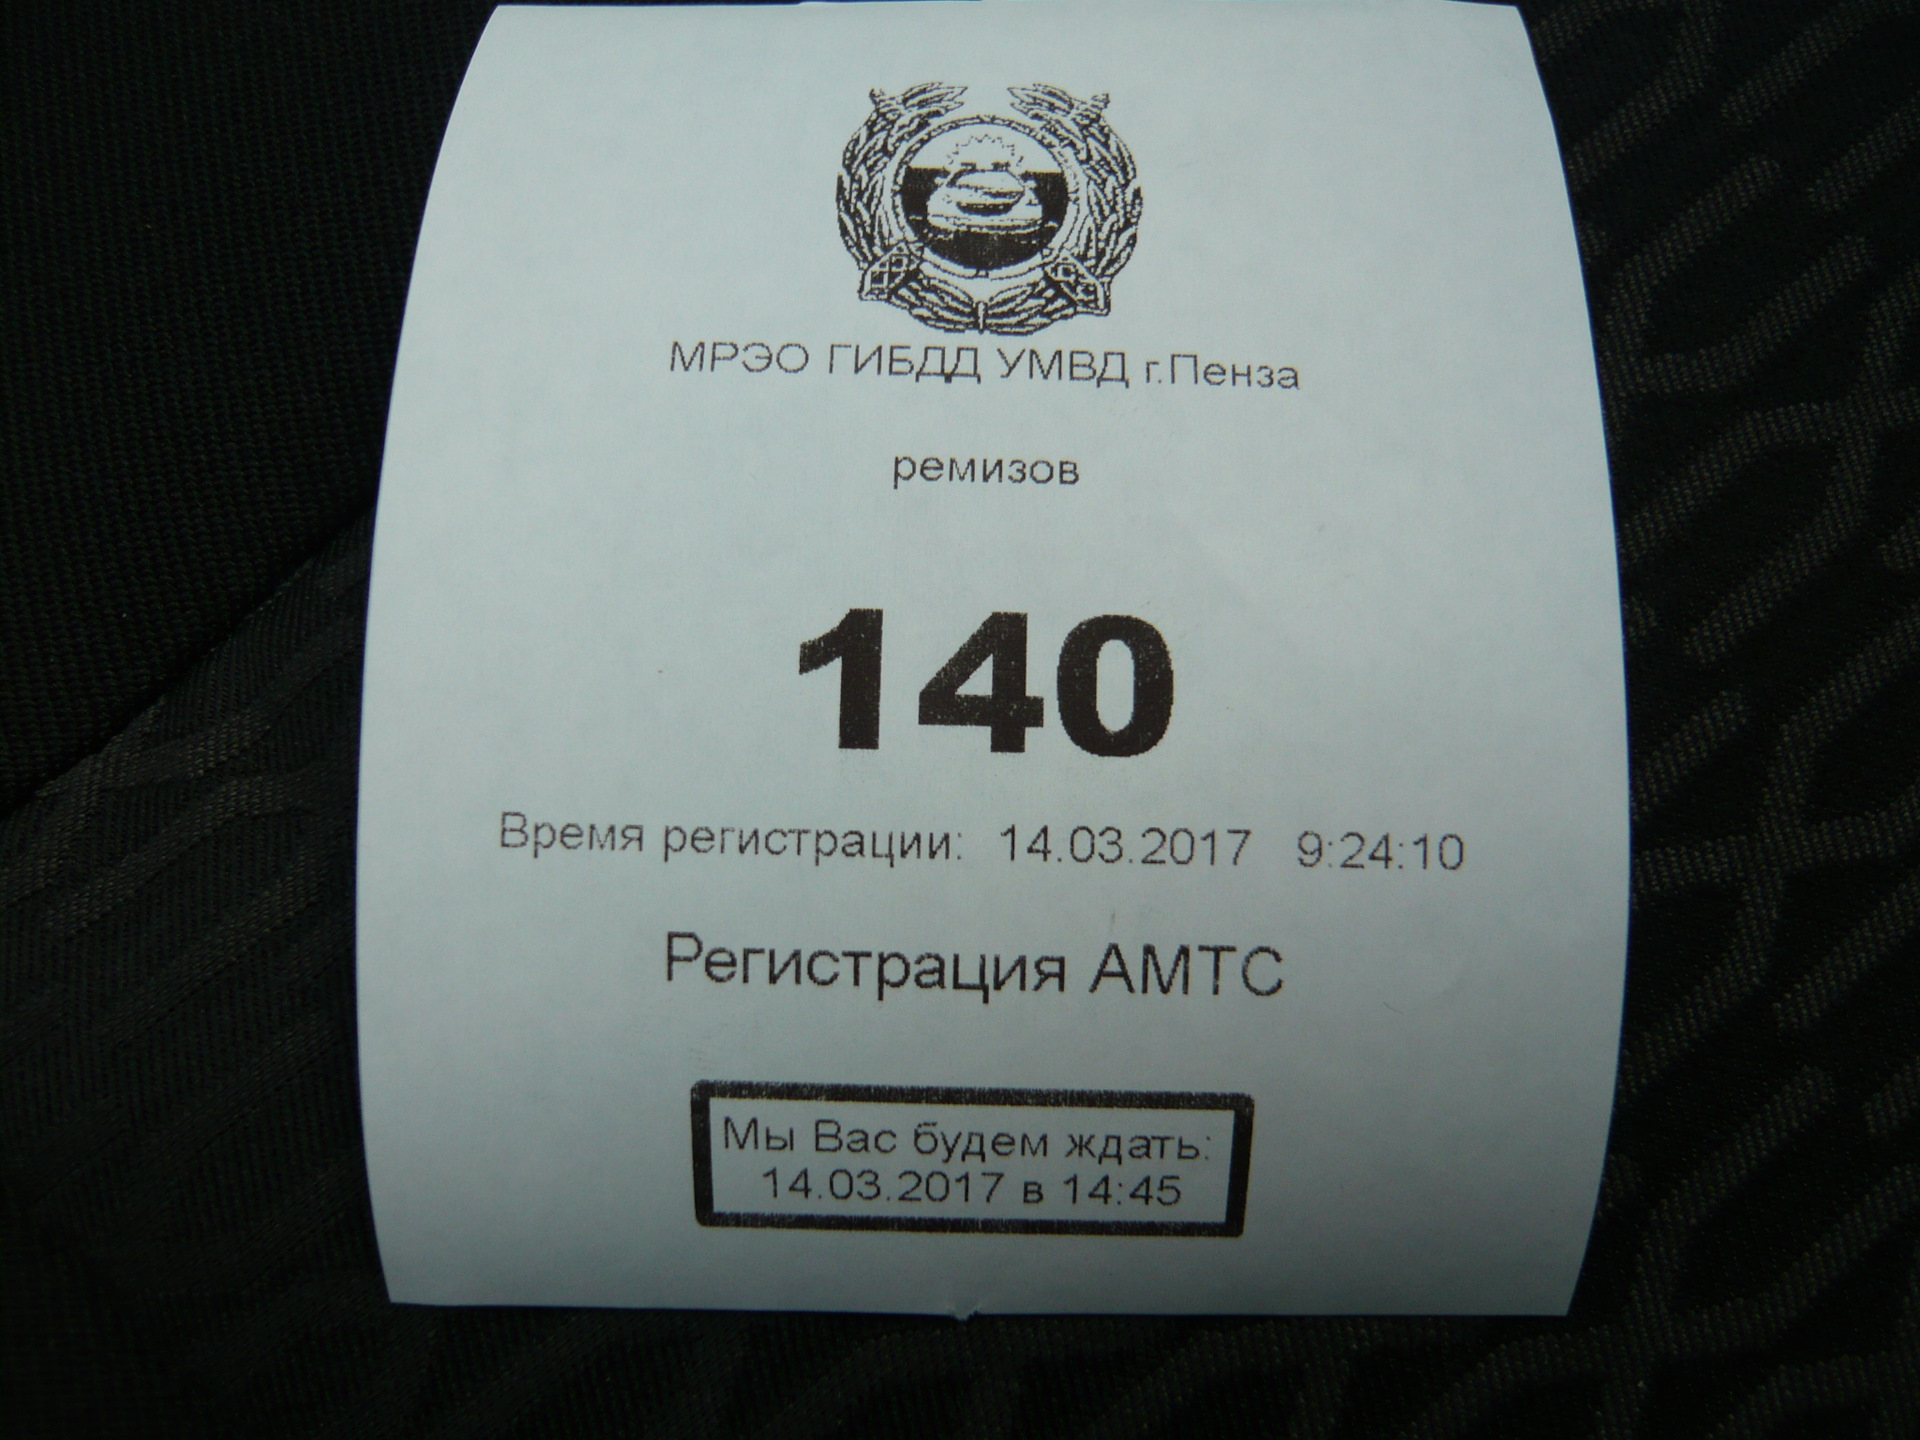 МРЭО ГИБДД УМВД г.Пенза
ремизов
140
Время регистрации: 14.03.2017 9:24:10
Регистрация АМТС
Мы Вас будем ждать:
14.03.2017 в 14:45